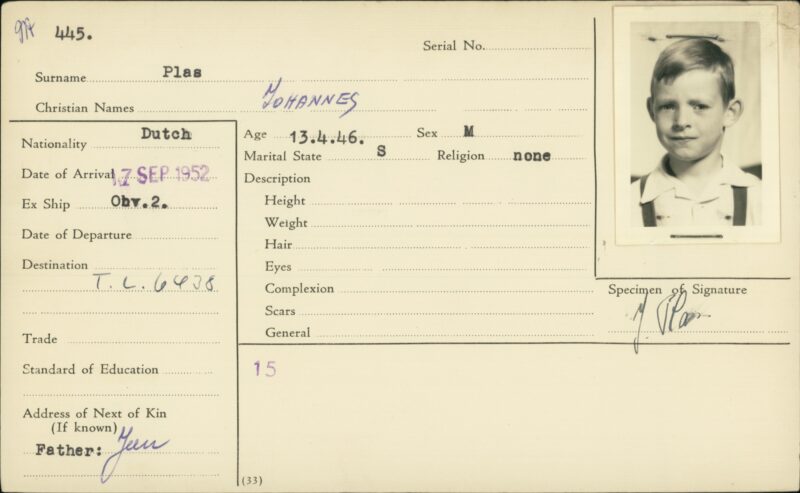 445.
Serial No.
Surname Plas
Christian Names JOHANNES
Nationality Dutch
Date of Arrival 17 SEP 1952
Ex Ship Obv.2.
Date of Departure
Destination
T. L. 6438
Trade
Standard of Education
Address of Next of Kin
(If known)
Father:
Age 13.4.46. Sex M
Marital State S Religion none
Description
Height
Weight
Hair
Eyes
Complexion
Scars
General
15
(33)
Specimen of Signature
J. Plas